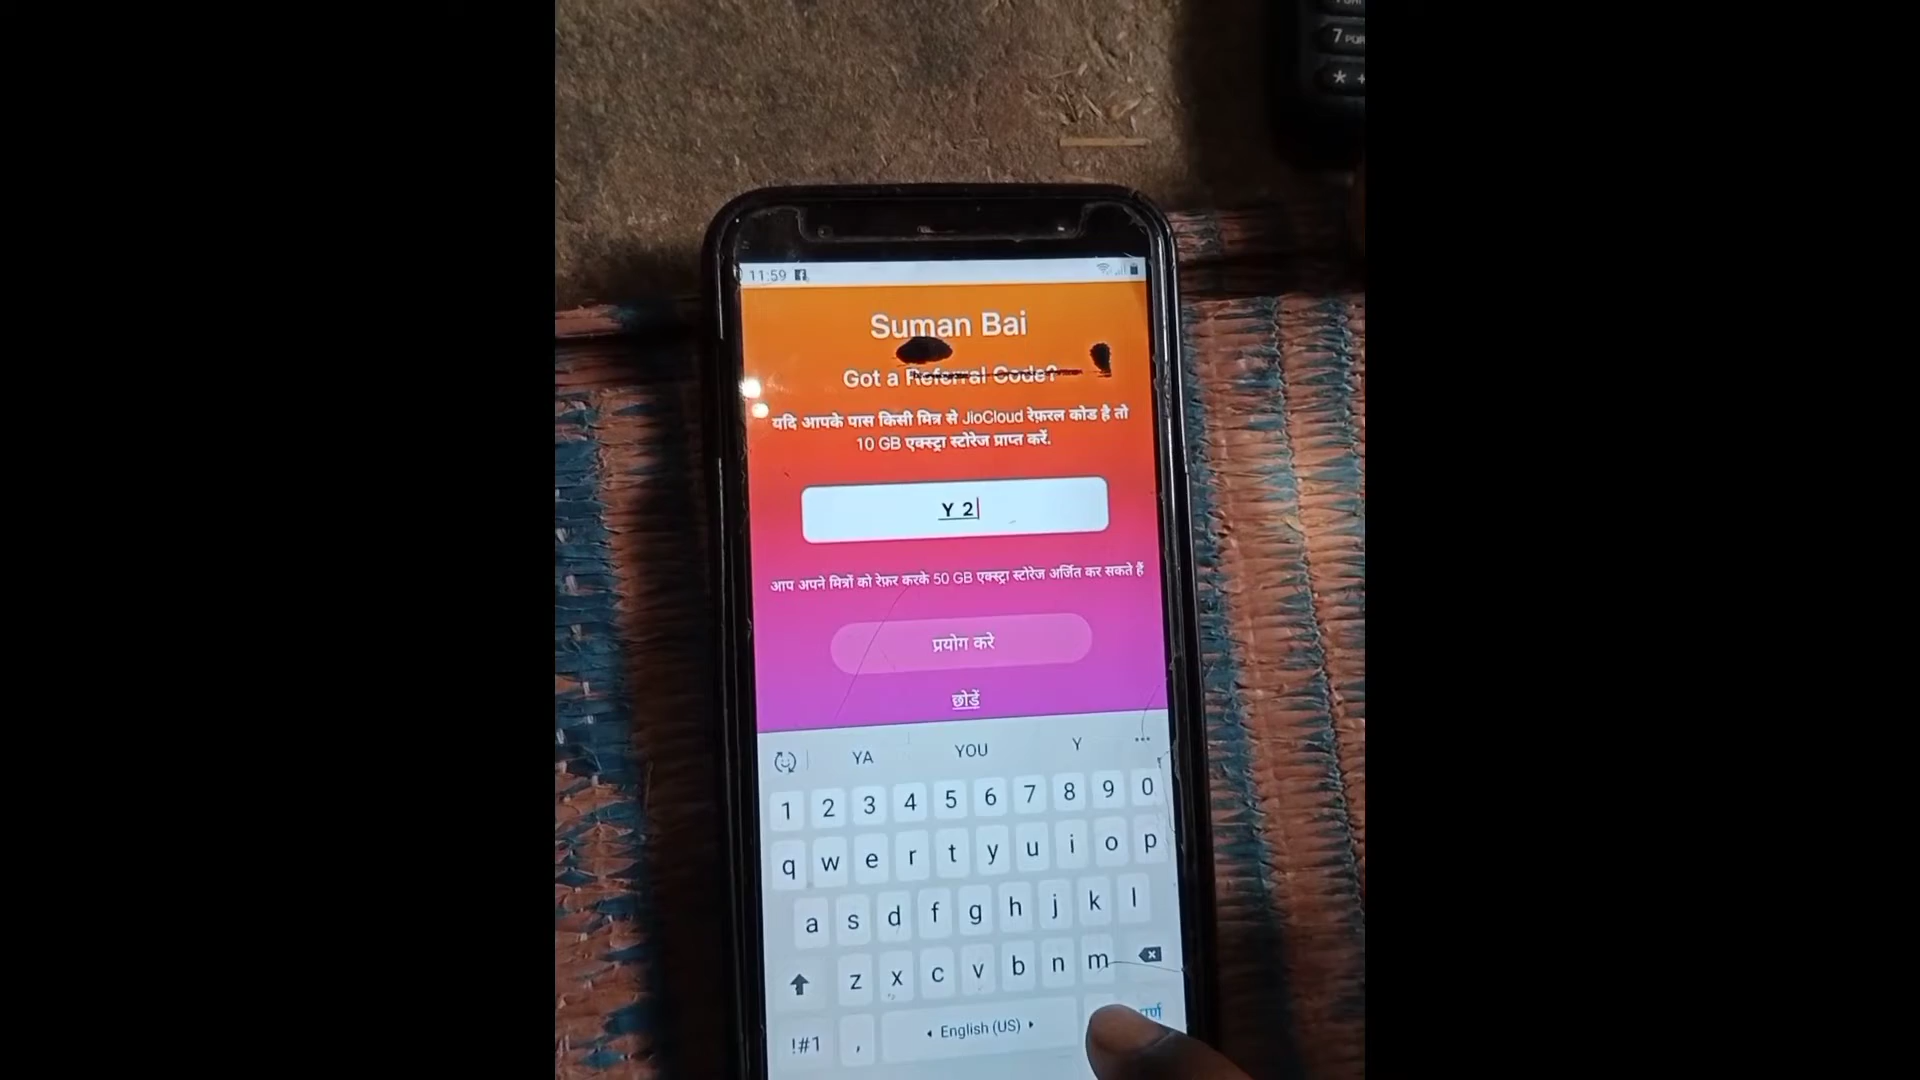 7
*
11:59
Suman Bai
Got a Referral Code?
यदि आपके पास किसी मित्र से JioCloud रेफ़रल कोड है तो
10 GB एक्स्ट्रा स्टोरेज प्राप्त करें.
Y 2
आप अपने मित्रों को रेफ़र करके 50 GB एक्स्ट्रा स्टोरेज अर्जित कर सकते हैं
प्रयोग करे
छोड़ें
YA YOU Y ...
1 2 3 4 5 6 7 8 9 0
q w e r t y u i o p
a s d f g h j k l
z x c v b n m
!#1 , English (US)